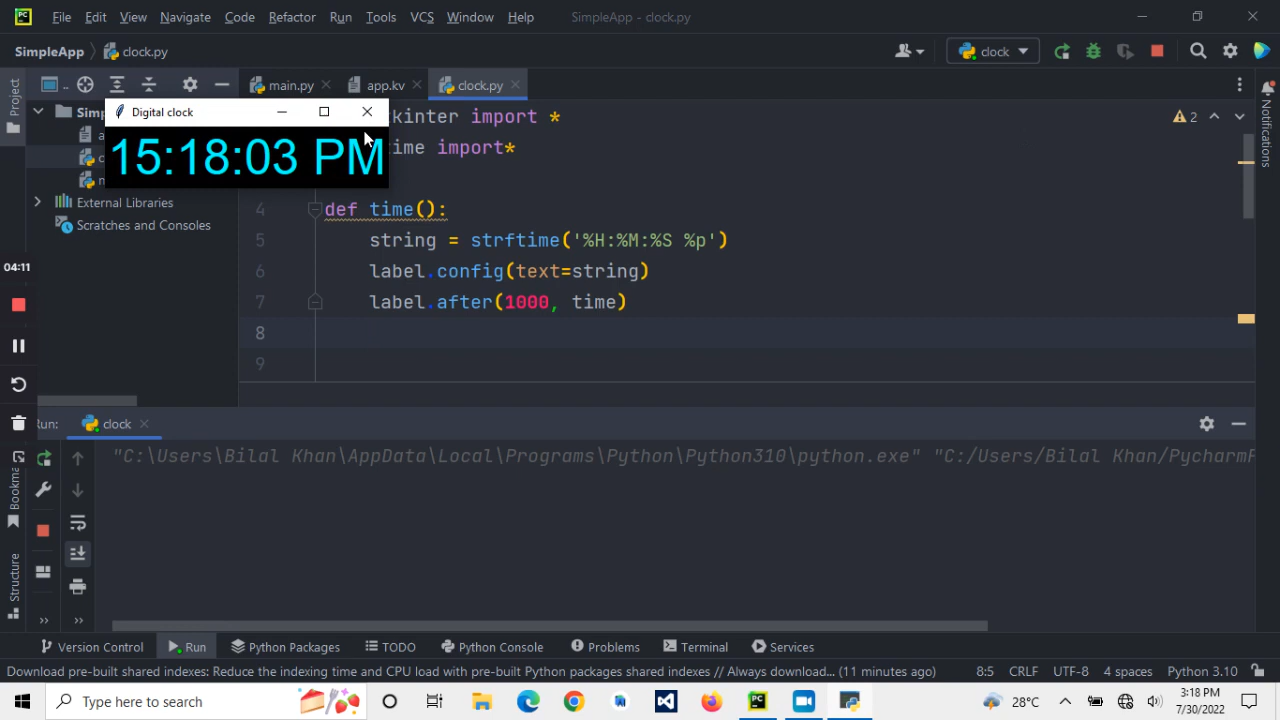 File Edit View Navigate Code Refactor Run Tools VCS Window Help SimpleApp - clock.py
SimpleApp clock.py clock
Project
main.py app.kv clock.py
Digital clock
15:18:03 PM
import *
import*
2
Notifications
External Libraries
Scratches and Consoles
4 def time():
5 string = strftime('%H:%M:%S %p')
6 label.config(text=string)
7 label.after(1000, time)
8
9
04:11
clock
"C:\Users\Bilal Khan\AppData\Local\Programs\Python\Python310\python.exe" "C:/Users/Bilal Khan/
Structure
Version Control Run Python Packages TODO Python Console Problems Terminal Services
Download pre-built shared indexes: Reduce the indexing time and CPU load with pre-built Python packages shared indexes // Always download... (11 minutes ago) 8:5 CRLF UTF-8 4 spaces Python 3.10
Type here to search
28°C
3:18 PM
7/30/2022